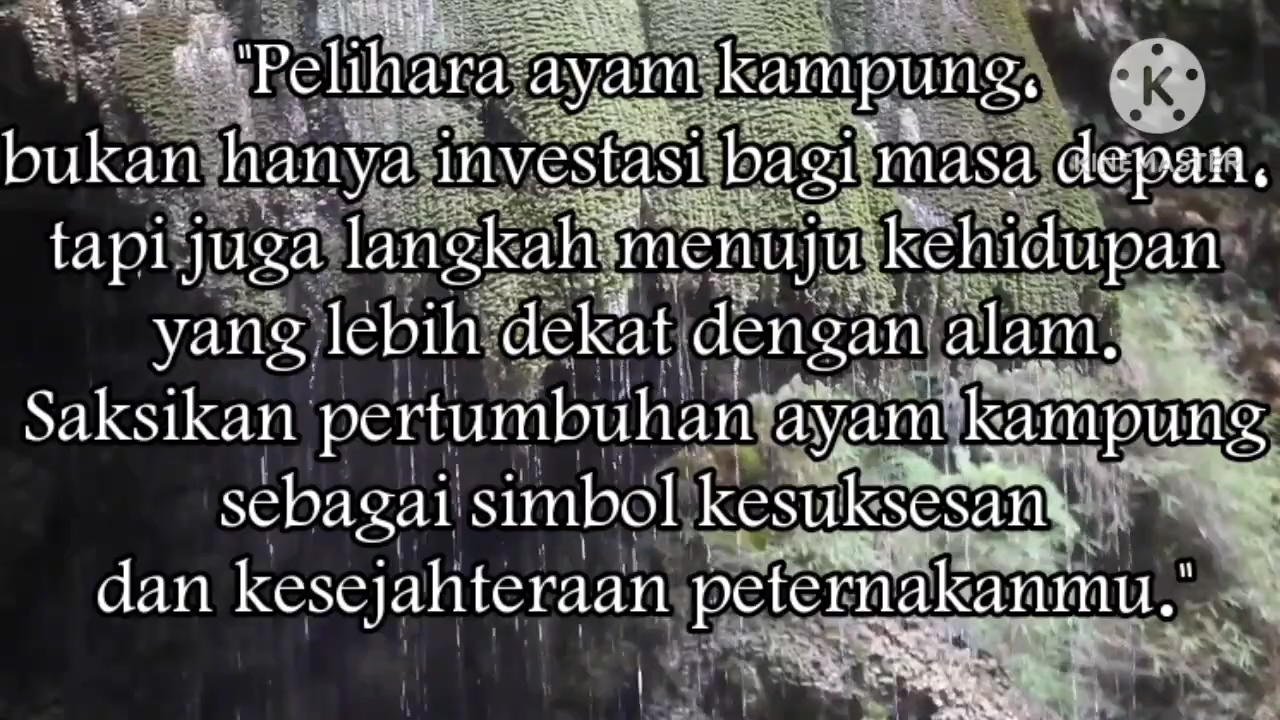 "Pelihara ayam kampung,
bukan hanya investasi bagi masa depan,
tapi juga langkah menuju kehidupan
yang lebih dekat dengan alam.
Saksikan pertumbuhan ayam kampung
sebagai simbol kesuksesan
dan kesejahteraan peternakanmu."
K
KINEMASTER